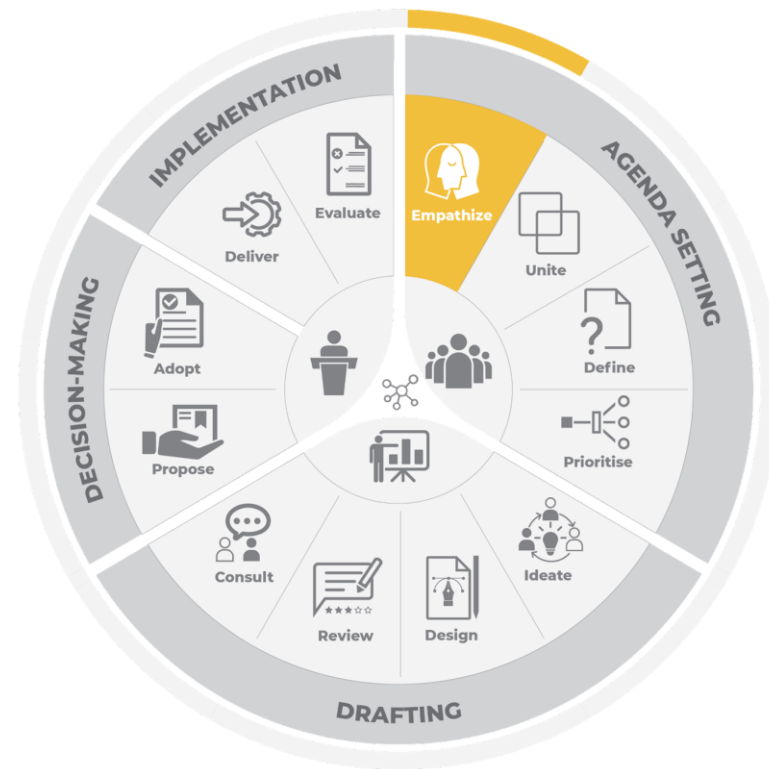 IMPLEMENTATION
AGENDA SETTING
Evaluate
Empathize
Deliver
Unite
DECISION-MAKING
Adopt
Define
Propose
Prioritise
Consult
Ideate
Review
Design
DRAFTING